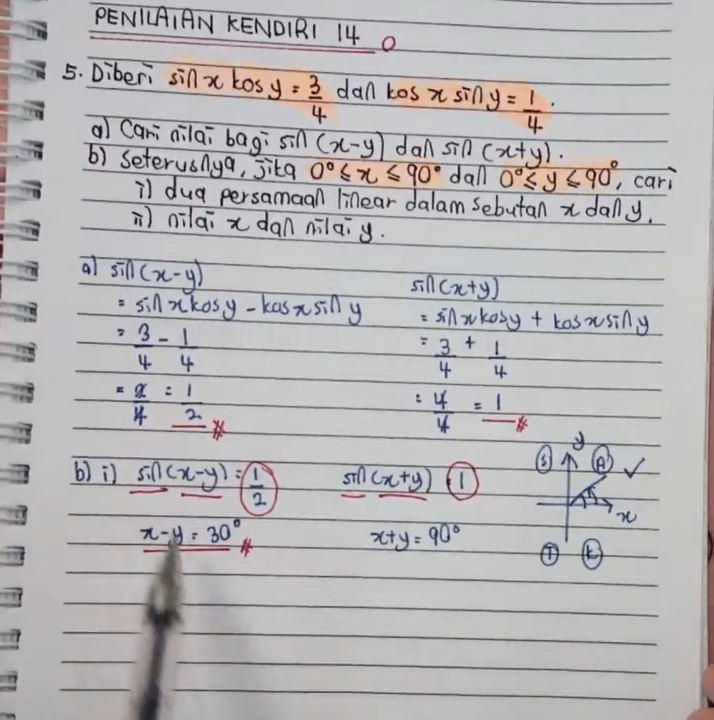 PENILAIAN KENDIRI 14
5. Diberi sin x kos y = 3/4 dan kos x sin y = 1/4.
a) Cari nilai bagi sin (x-y) dan sin (x+y).
b) Seterusnya, jika 0° ≤ x ≤ 90° dan 0° ≤ y ≤ 90°, cari
i) dua persamaan linear dalam sebutan x dan y.
ii) nilai x dan nilai y.
a) sin (x-y)
= sin x kos y - kos x sin y
= 3/4 - 1/4
= 2/4 = 1/2 #
sin (x+y)
= sin x kos y + kos x sin y
= 3/4 + 1/4
= 4/4 = 1 #
b) i) sin (x-y) = 1/2
x-y = 30° #
sin (x+y) 1
x+y = 90°
y
S A ✓
x
T K